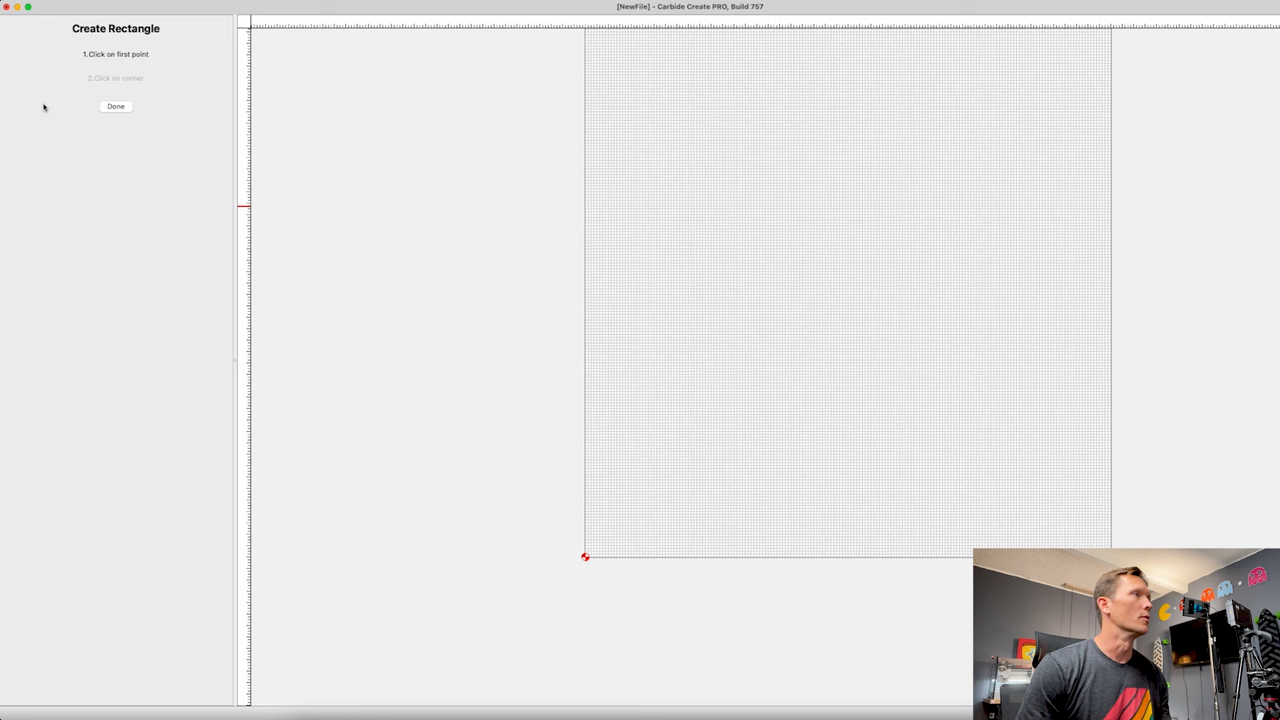 [NewFile] - Carbide Create PRO, Build 757
Create Rectangle
1.Click on first point
2.Click on corner
Done